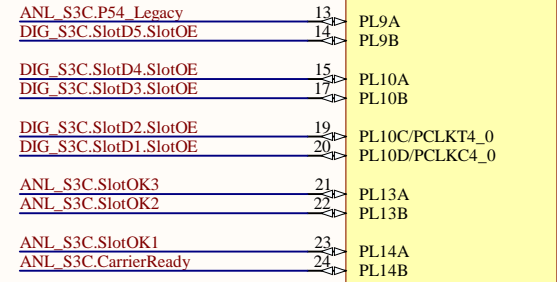 ANL_S3C.P54_Legacy 13 PL9A
DIG_S3C.SlotD5.SlotOE 14 PL9B
DIG_S3C.SlotD4.SlotOE 15 PL10A
DIG_S3C.SlotD3.SlotOE 17 PL10B
DIG_S3C.SlotD2.SlotOE 19 PL10C/PCLKT4_0
DIG_S3C.SlotD1.SlotOE 20 PL10D/PCLKC4_0
ANL_S3C.SlotOK3 21 PL13A
ANL_S3C.SlotOK2 22 PL13B
ANL_S3C.SlotOK1 23 PL14A
ANL_S3C.CarrierReady 24 PL14B